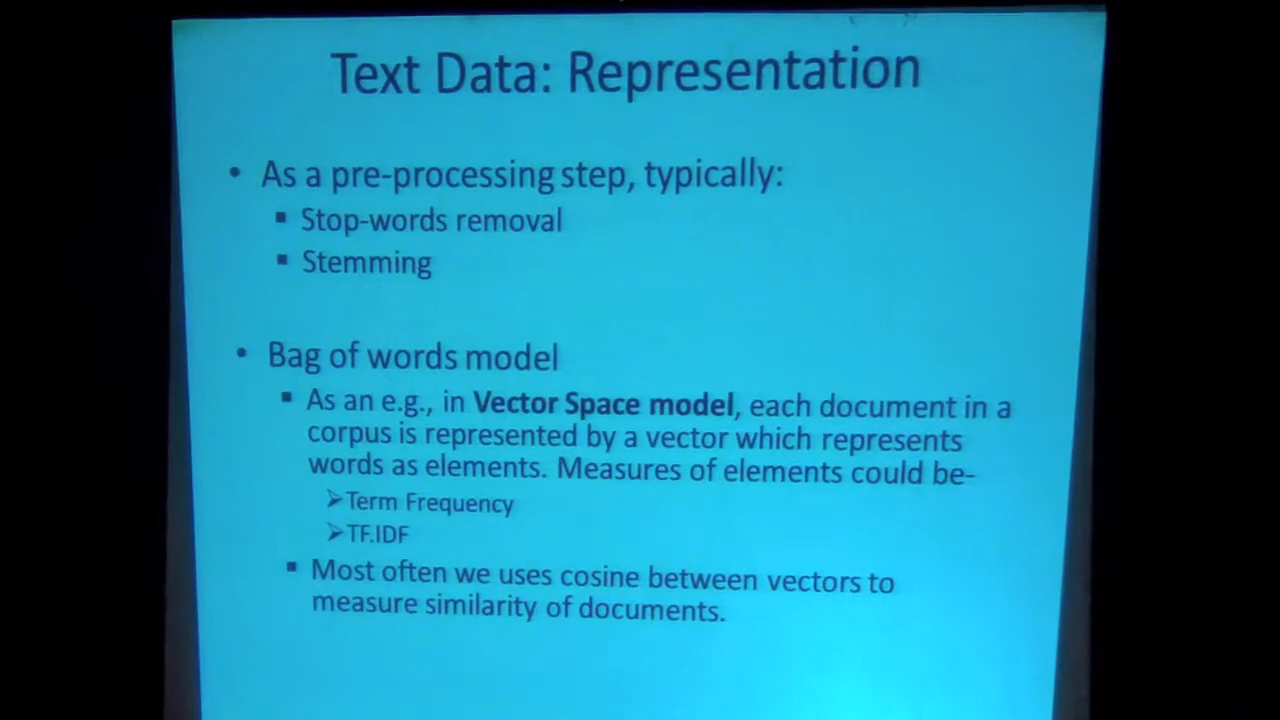 Text Data: Representation
• As a pre-processing step, typically:
▪ Stop-words removal
▪ Stemming
• Bag of words model
▪ As an e.g., in Vector Space model, each document in a
corpus is represented by a vector which represents
words as elements. Measures of elements could be-
➢Term Frequency
➢TF.IDF
▪ Most often we uses cosine between vectors to
measure similarity of documents.